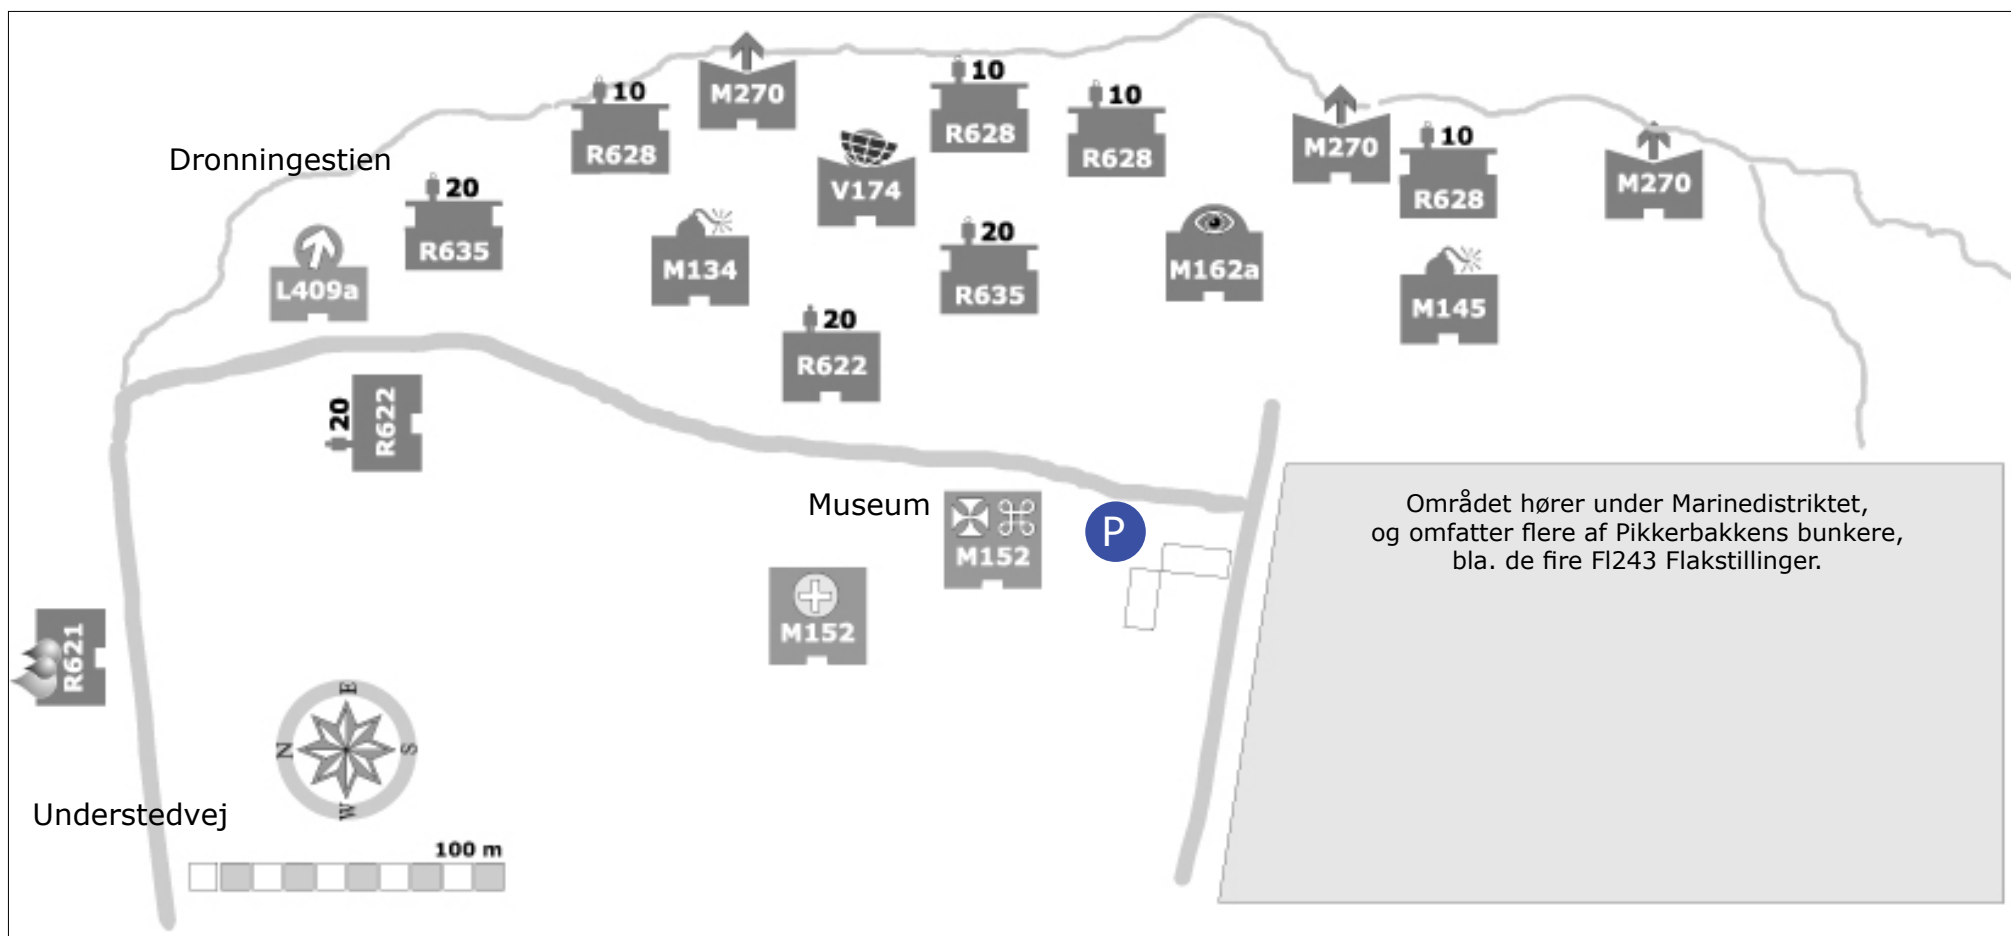 M270
10
R628
10
R628
10
R628
V174
M270
10
R628
M270
Dronningestien
20
R635
L409a
M134
20
R635
M162a
M145
20
R622
20
R622
Museum
M152
P
M152
Området hører under Marinedistriktet,
og omfatter flere af Pikkerbakkens bunkere,
bla. de fire Fl243 Flakstillinger.
R621
E
N
S
W
Understedvej
100 m